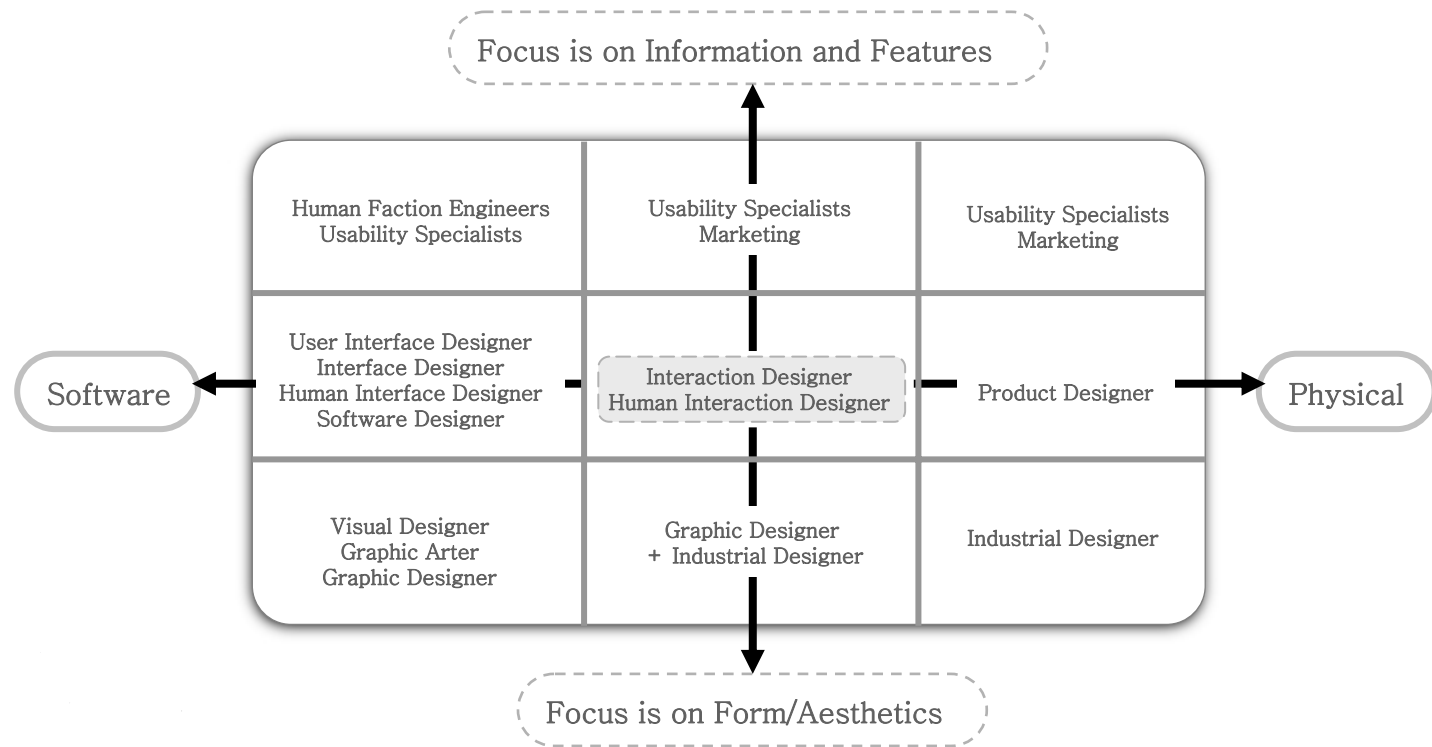 Focus is on Information and Features
Human Faction Engineers
Usability Specialists
Usability Specialists
Marketing
Usability Specialists
Marketing
Software
User Interface Designer
Interface Designer
Human Interface Designer
Software Designer
Interaction Designer
Human Interaction Designer
Product Designer
Physical
Visual Designer
Graphic Arter
Graphic Designer
Graphic Designer
+ Industrial Designer
Industrial Designer
Focus is on Form/Aesthetics